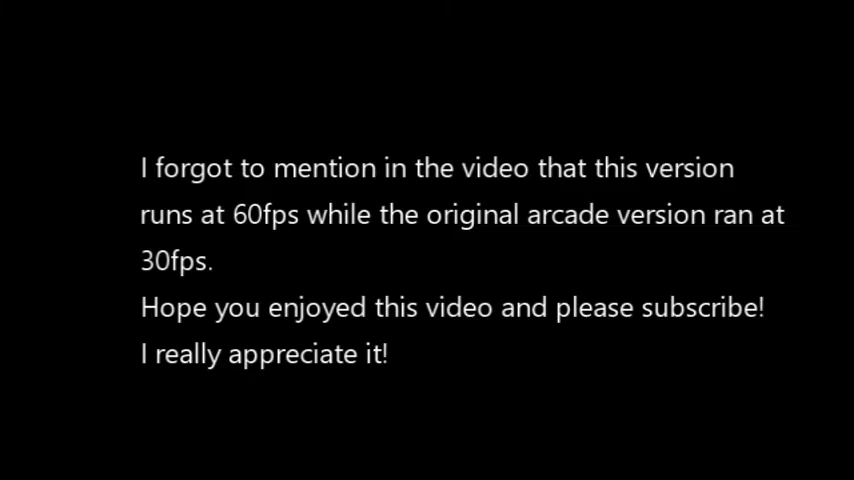 I forgot to mention in the video that this version
runs at 60fps while the original arcade version ran at
30fps.
Hope you enjoyed this video and please subscribe!
I really appreciate it!